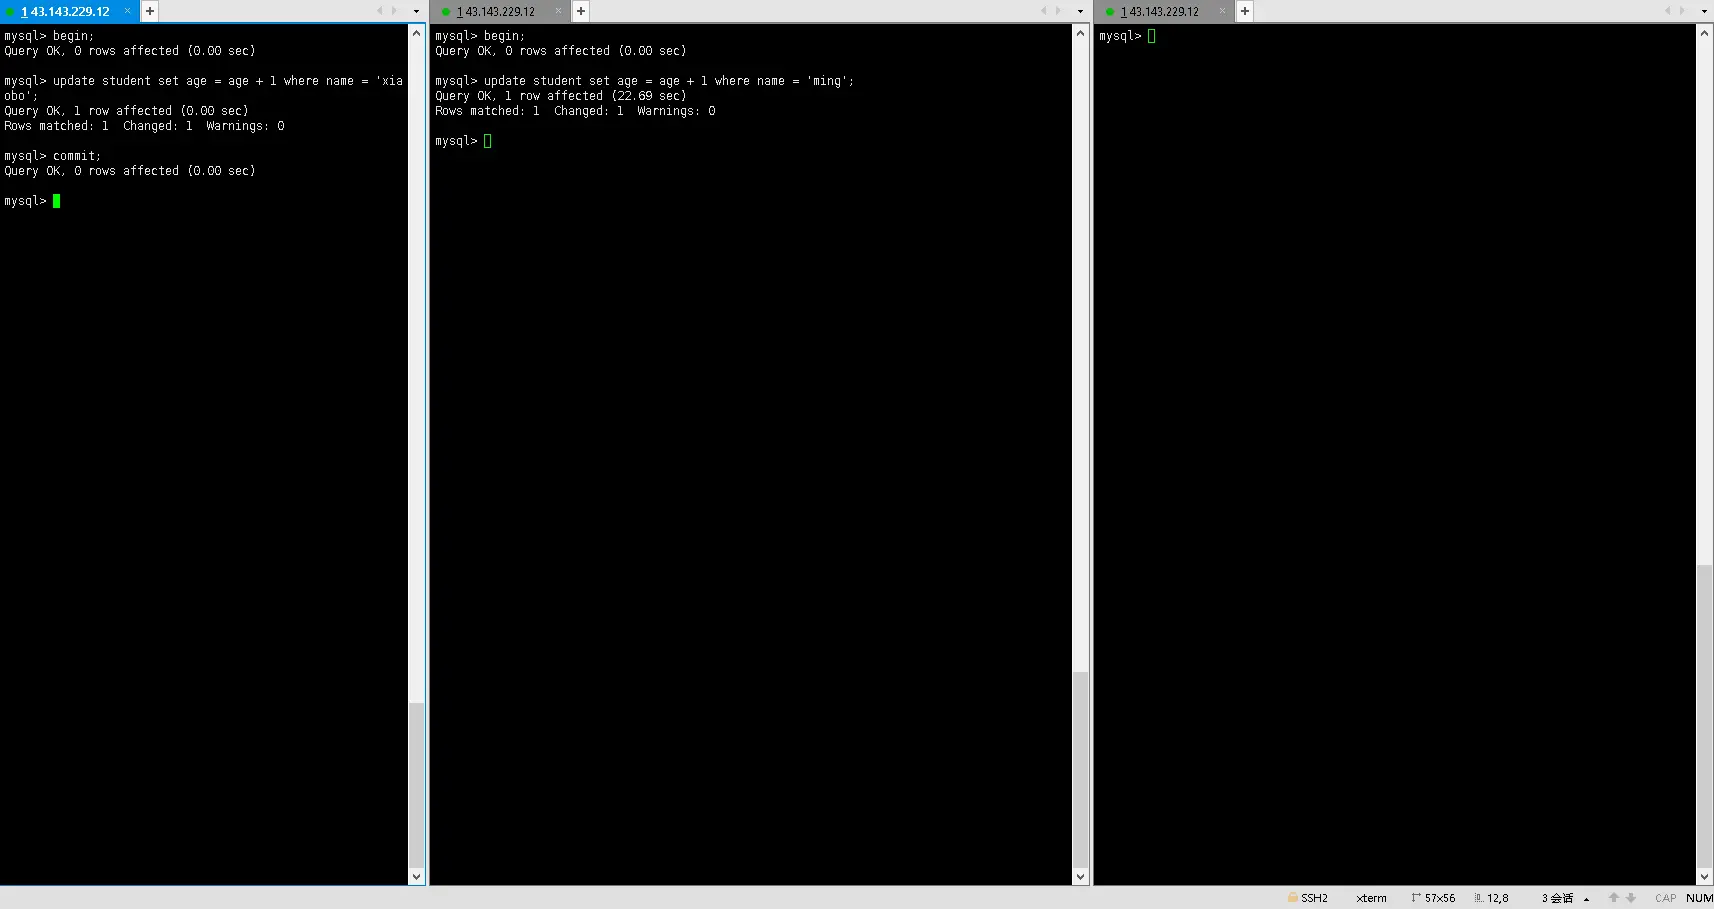 1 43.143.229.12 × +
mysql> begin;
Query OK, 0 rows affected (0.00 sec)
mysql> update student set age = age + 1 where name = 'xia
obo';
Query OK, 1 row affected (0.00 sec)
Rows matched: 1  Changed: 1  Warnings: 0
mysql> commit;
Query OK, 0 rows affected (0.00 sec)
mysql>
1 43.143.229.12 × +
mysql> begin;
Query OK, 0 rows affected (0.00 sec)
mysql> update student set age = age + 1 where name = 'ming';
Query OK, 1 row affected (22.69 sec)
Rows matched: 1  Changed: 1  Warnings: 0
mysql>
1 43.143.229.12 × +
mysql>
SSH2 xterm 57x56 12,8 3 会话 CAP NUM